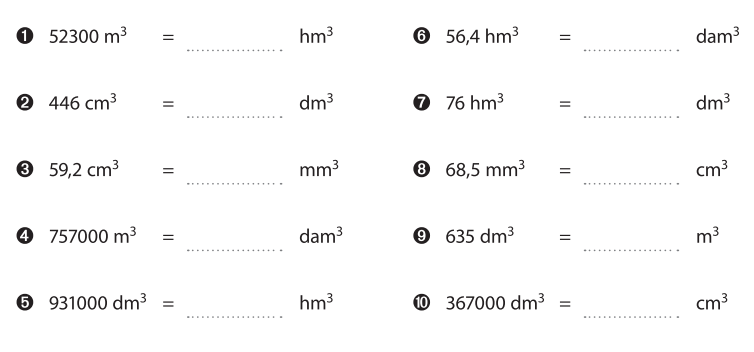 ❶ 52300 m³ = ............ hm³
❷ 446 cm³ = ............ dm³
❸ 59,2 cm³ = ............ mm³
❹ 757000 m³ = ............ dam³
❺ 931000 dm³ = ............ hm³
❻ 56,4 hm³ = ............ dam³
❼ 76 hm³ = ............ dm³
❽ 68,5 mm³ = ............ cm³
❾ 635 dm³ = ............ m³
❿ 367000 dm³ = ............ cm³